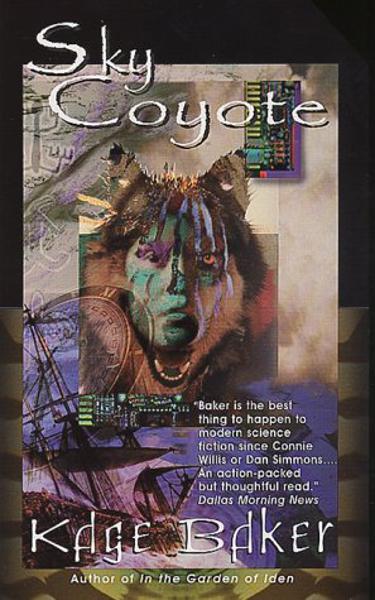 Sky
Coyote
"Baker is the best
thing to happen to
modern science
fiction since Connie
Willis or Dan Simmons....
An action-packed
but thoughtful read."
Dallas Morning News
KAGE BAKER
Author of In the Garden of Iden